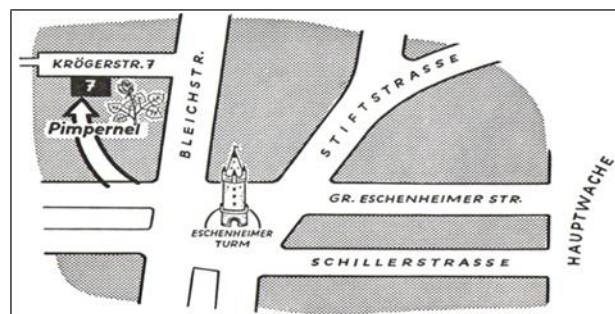 KRÖGERSTR. 7
7
Pimpernel
BLEICHSTR.
STIFTSTRASSE
ESCHENHEIMER
TURM
GR. ESCHENHEIMER STR.
SCHILLERSTRASSE
HAUPTWACHE